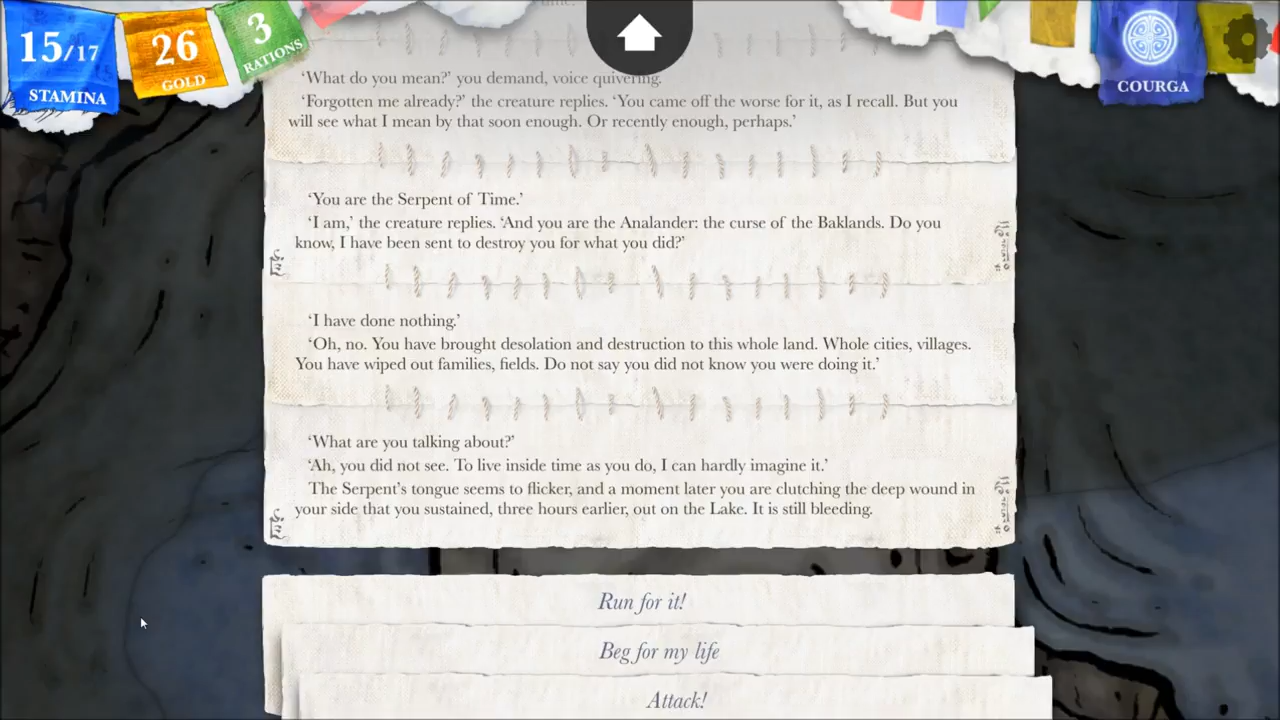 15/17
STAMINA
26
GOLD
3
RATIONS
COURGA
‘What do you mean?’ you demand, voice quivering.
‘Forgotten me already?’ the creature replies. ‘You came off the worse for it, as I recall. But you
will see what I mean by that soon enough. Or recently enough, perhaps.’
‘You are the Serpent of Time.’
‘I am,’ the creature replies. ‘And you are the Analander: the curse of the Baklands. Do you
know, I have been sent to destroy you for what you did?’
‘I have done nothing.’
‘Oh, no. You have brought desolation and destruction to this whole land. Whole cities, villages.
You have wiped out families, fields. Do not say you did not know you were doing it.’
‘What are you talking about?’
‘Ah, you did not see. To live inside time as you do, I can hardly imagine it.’
The Serpent’s tongue seems to flicker, and a moment later you are clutching the deep wound in
your side that you sustained, three hours earlier, out on the Lake. It is still bleeding.
Run for it!
Beg for my life
Attack!